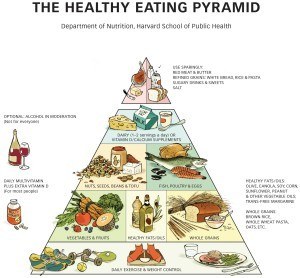 THE HEALTHY EATING PYRAMID
Department of Nutrition, Harvard School of Public Health
USE SPARINGLY:
RED MEAT & BUTTER
REFINED GRAINS: WHITE BREAD, RICE & PASTA
SUGARY DRINKS & SWEETS
SALT
OPTIONAL: ALCOHOL IN MODERATION
(Not for everyone)
DAIRY (1–2 servings a day) OR
VITAMIN D/CALCIUM SUPPLEMENTS
DAILY MULTIVITAMIN
PLUS EXTRA VITAMIN D
(For most people)
NUTS, SEEDS, BEANS & TOFU
FISH, POULTRY & EGGS
HEALTHY FATS/OILS:
OLIVE, CANOLA, SOY, CORN,
SUNFLOWER, PEANUT
& OTHER VEGETABLE OILS,
TRANS-FREE MARGARINE
WHOLE GRAINS:
BROWN RICE,
WHOLE WHEAT PASTA,
OATS, ETC.
VEGETABLES & FRUITS
HEALTHY FATS/OILS
WHOLE GRAINS
DAILY EXERCISE & WEIGHT CONTROL